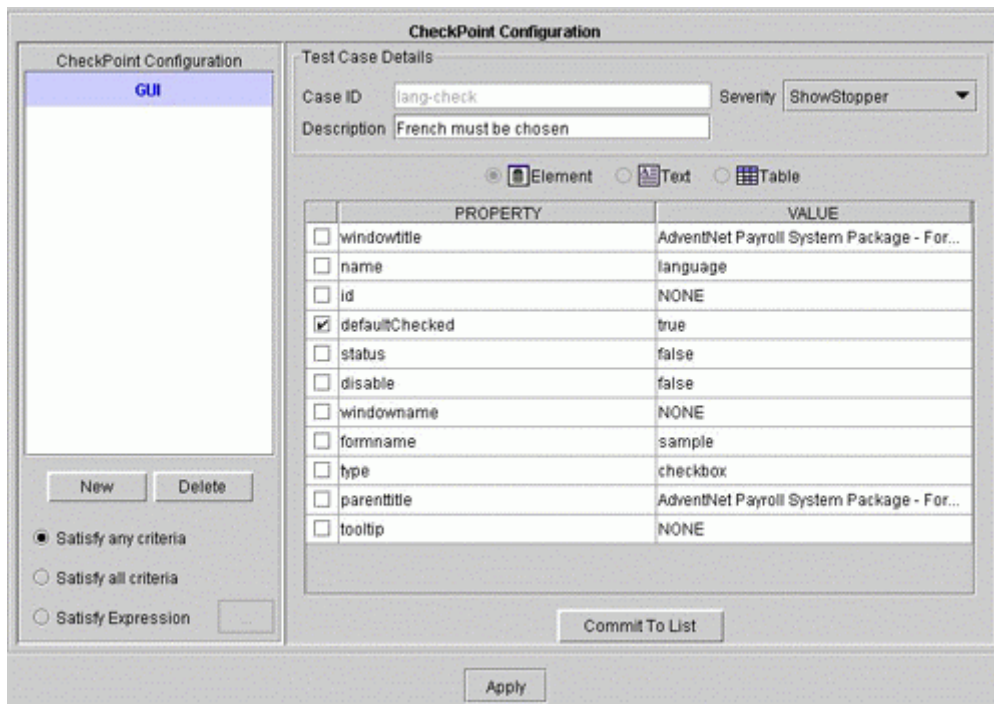 CheckPoint Configuration
CheckPoint Configuration
GUI
New Delete
Satisfy any criteria
Satisfy all criteria
Satisfy Expression ...
Test Case Details
Case ID lang-check Severity ShowStopper
Description French must be chosen
Element Text Table
PROPERTY VALUE
windowtitle AdventNet Payroll System Package - For...
name language
id NONE
defaultChecked true
status false
disable false
windowname NONE
formname sample
type checkbox
parenttitle AdventNet Payroll System Package - For...
tooltip NONE
Commit To List
Apply